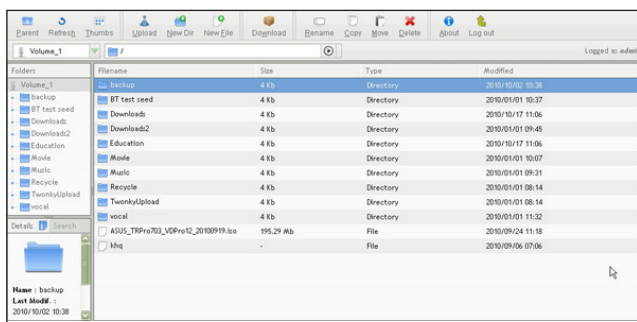 Parent Refresh Thumbs Upload New Dir New File Download Rename Copy Move Delete About Log out
Volume_1 / Logged as: admi
Folders Filename Size Type Modified
Volume_1 backup 4 Kb Directory 2010/10/02 10:38
backup BT test seed 4 Kb Directory 2010/01/01 10:37
BT test seed Downloads 4 Kb Directory 2010/10/17 11:06
Downloads Downloads2 4 Kb Directory 2010/01/01 09:45
Downloads2 Education 4 Kb Directory 2010/10/17 11:06
Education Movie 4 Kb Directory 2010/01/01 10:07
Movie Music 4 Kb Directory 2010/01/01 09:31
Music Recycle 4 Kb Directory 2010/01/01 08:14
Recycle TwonkyUpload 4 Kb Directory 2010/01/01 08:14
TwonkyUpload vocal 4 Kb Directory 2010/01/01 11:32
vocal
Details Search ASUS_TRPro703_VDPro12_20100919.iso 195.29 Mb File 2010/09/24 11:18
khq - File 2010/09/06 07:06
Name : backup
Last Modif. :
2010/10/02 10:38